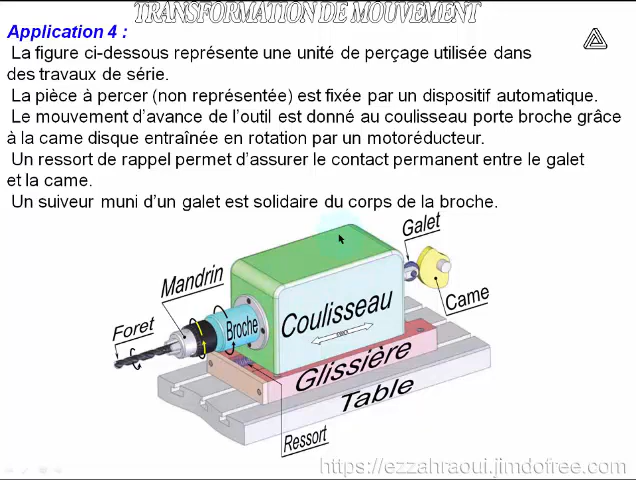 TRANSFORMATION DE MOUVEMENT
Application 4 :
La figure ci-dessous représente une unité de perçage utilisée dans
des travaux de série.
La pièce à percer (non représentée) est fixée par un dispositif automatique.
Le mouvement d'avance de l'outil est donné au coulisseau porte broche grâce
à la came disque entraînée en rotation par un motoréducteur.
Un ressort de rappel permet d'assurer le contact permanent entre le galet
et la came.
Un suiveur muni d'un galet est solidaire du corps de la broche.
Galet
Mandrin
Came
Foret
Broche
Coulisseau
Glissière
Table
Ressort
https://ezzahraoui.jimdofree.com